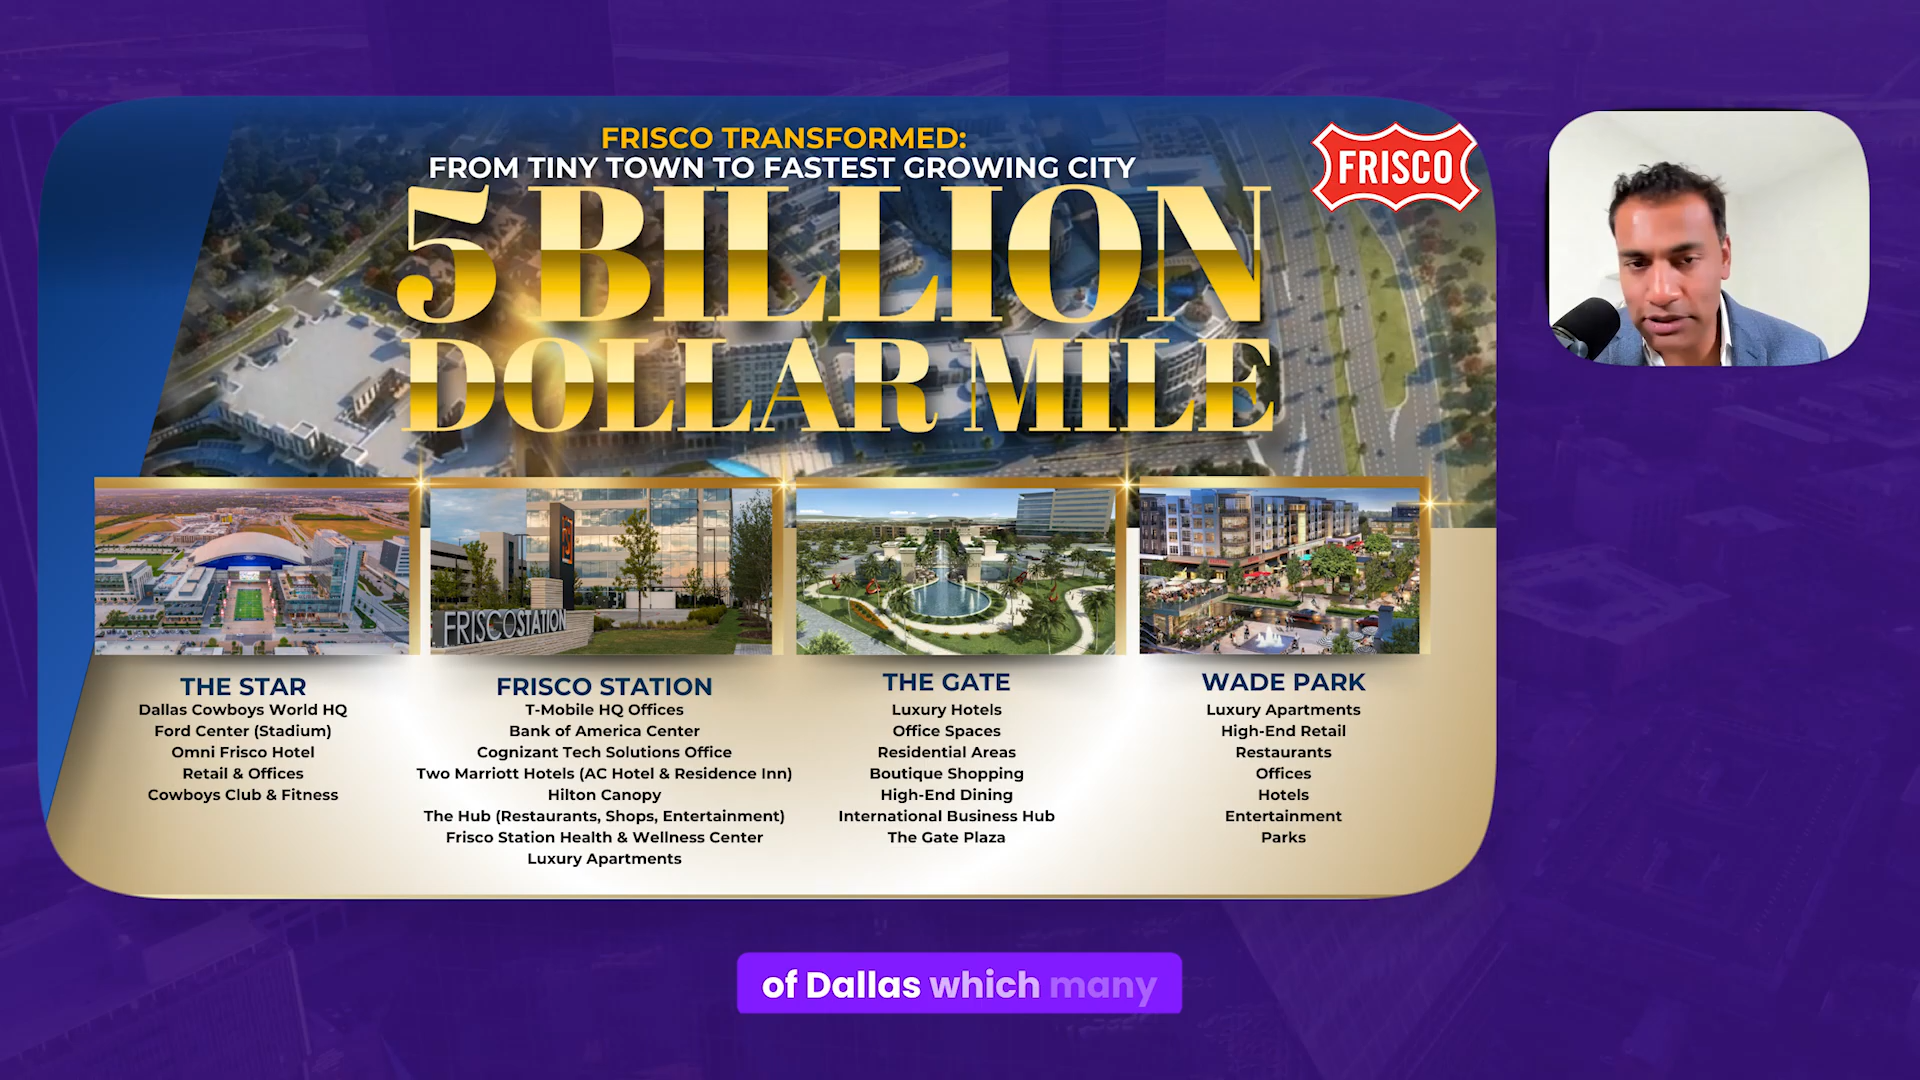 FRISCO TRANSFORMED:
FROM TINY TOWN TO FASTEST GROWING CITY
5 BILLION
DOLLAR MILE
FRISCO
FRISCOSTATION
THE STAR
Dallas Cowboys World HQ
Ford Center (Stadium)
Omni Frisco Hotel
Retail & Offices
Cowboys Club & Fitness
FRISCO STATION
T-Mobile HQ Offices
Bank of America Center
Cognizant Tech Solutions Office
Two Marriott Hotels (AC Hotel & Residence Inn)
Hilton Canopy
The Hub (Restaurants, Shops, Entertainment)
Frisco Station Health & Wellness Center
Luxury Apartments
THE GATE
Luxury Hotels
Office Spaces
Residential Areas
Boutique Shopping
High-End Dining
International Business Hub
The Gate Plaza
WADE PARK
Luxury Apartments
High-End Retail
Restaurants
Offices
Hotels
Entertainment
Parks
of Dallas which many